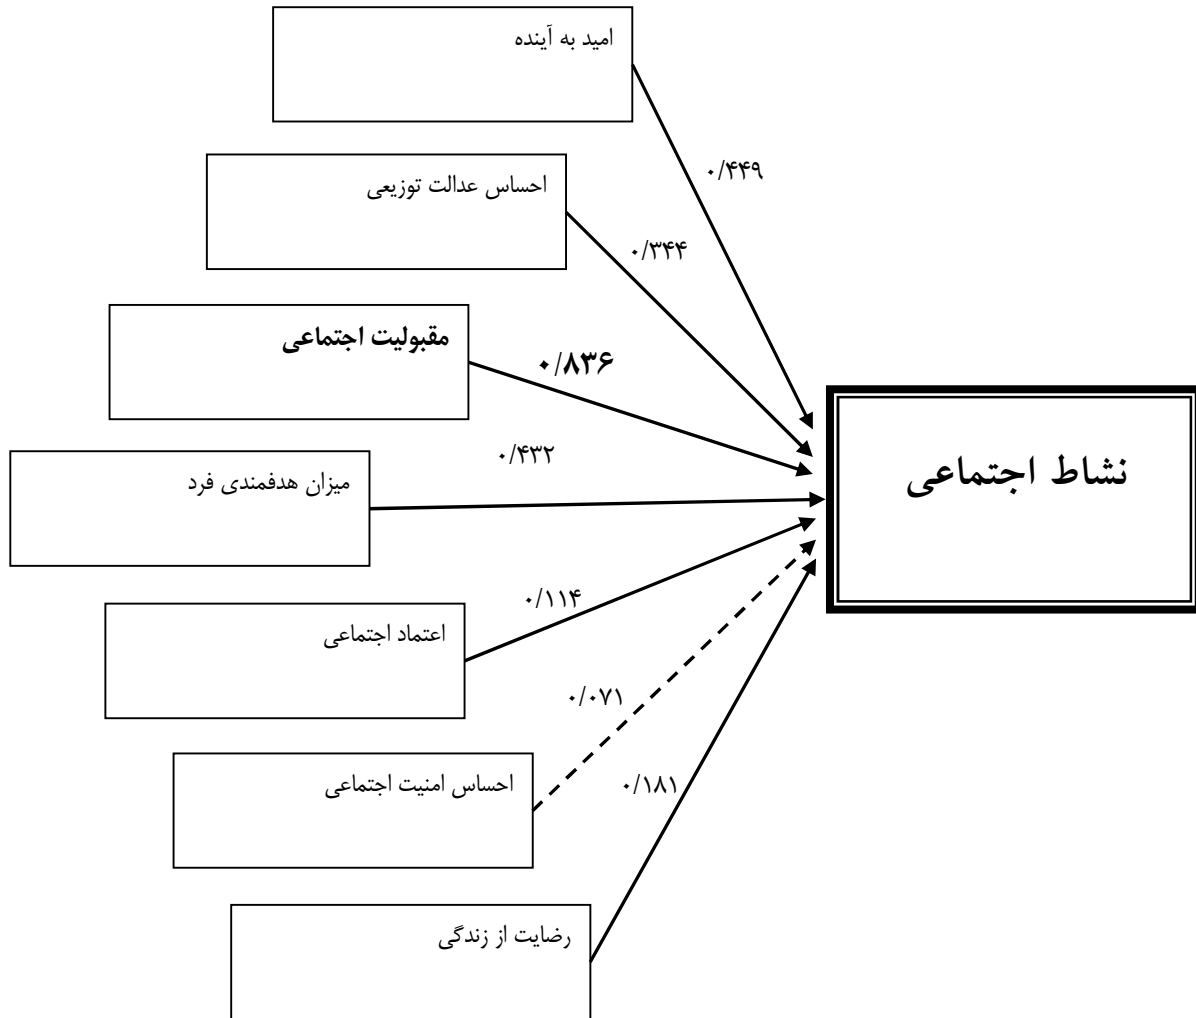 امید به آینده
۰/۴۴۹
احساس عدالت توزیعی
۰/۳۴۴
مقبولیت اجتماعی
۰/۸۳۶
میزان هدفمندی فرد
۰/۴۳۲
نشاط اجتماعی
اعتماد اجتماعی
۰/۱۱۴
احساس امنیت اجتماعی
۰/۰۷۱
رضایت از زندگی
۰/۱۸۱